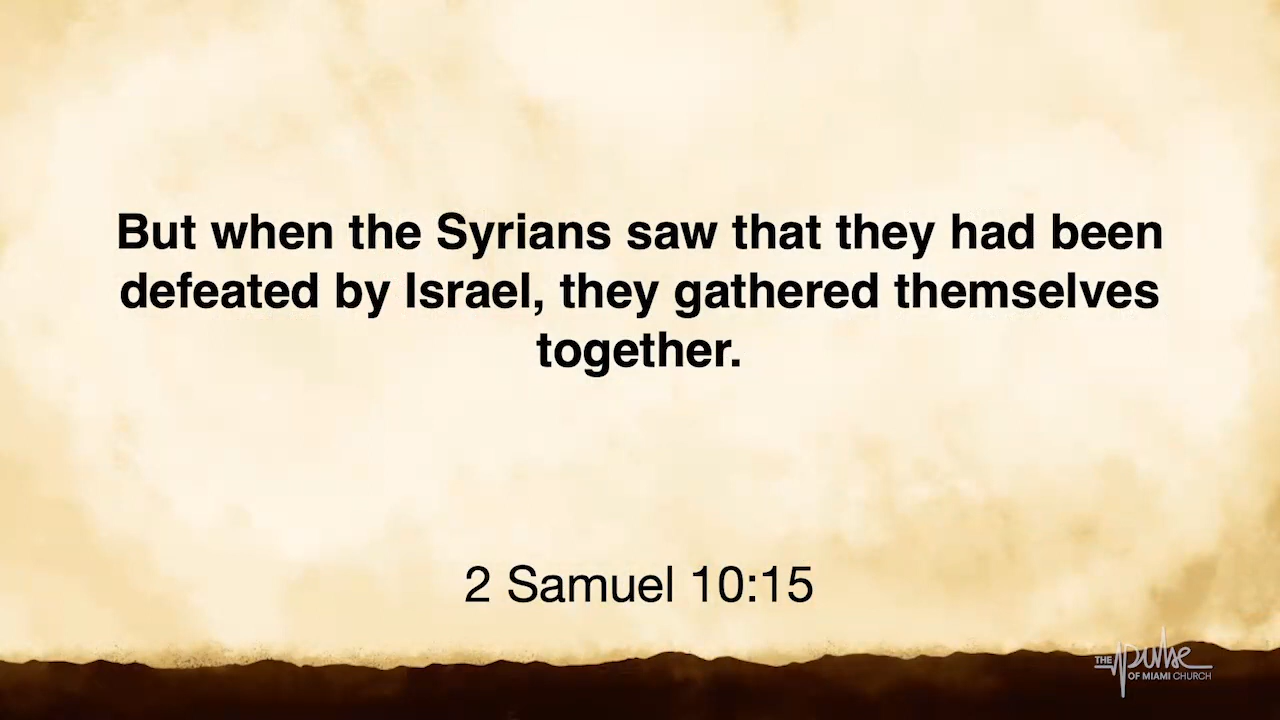 But when the Syrians saw that they had been
defeated by Israel, they gathered themselves
together.
2 Samuel 10:15
THE Pulse
OF MIAMI CHURCH